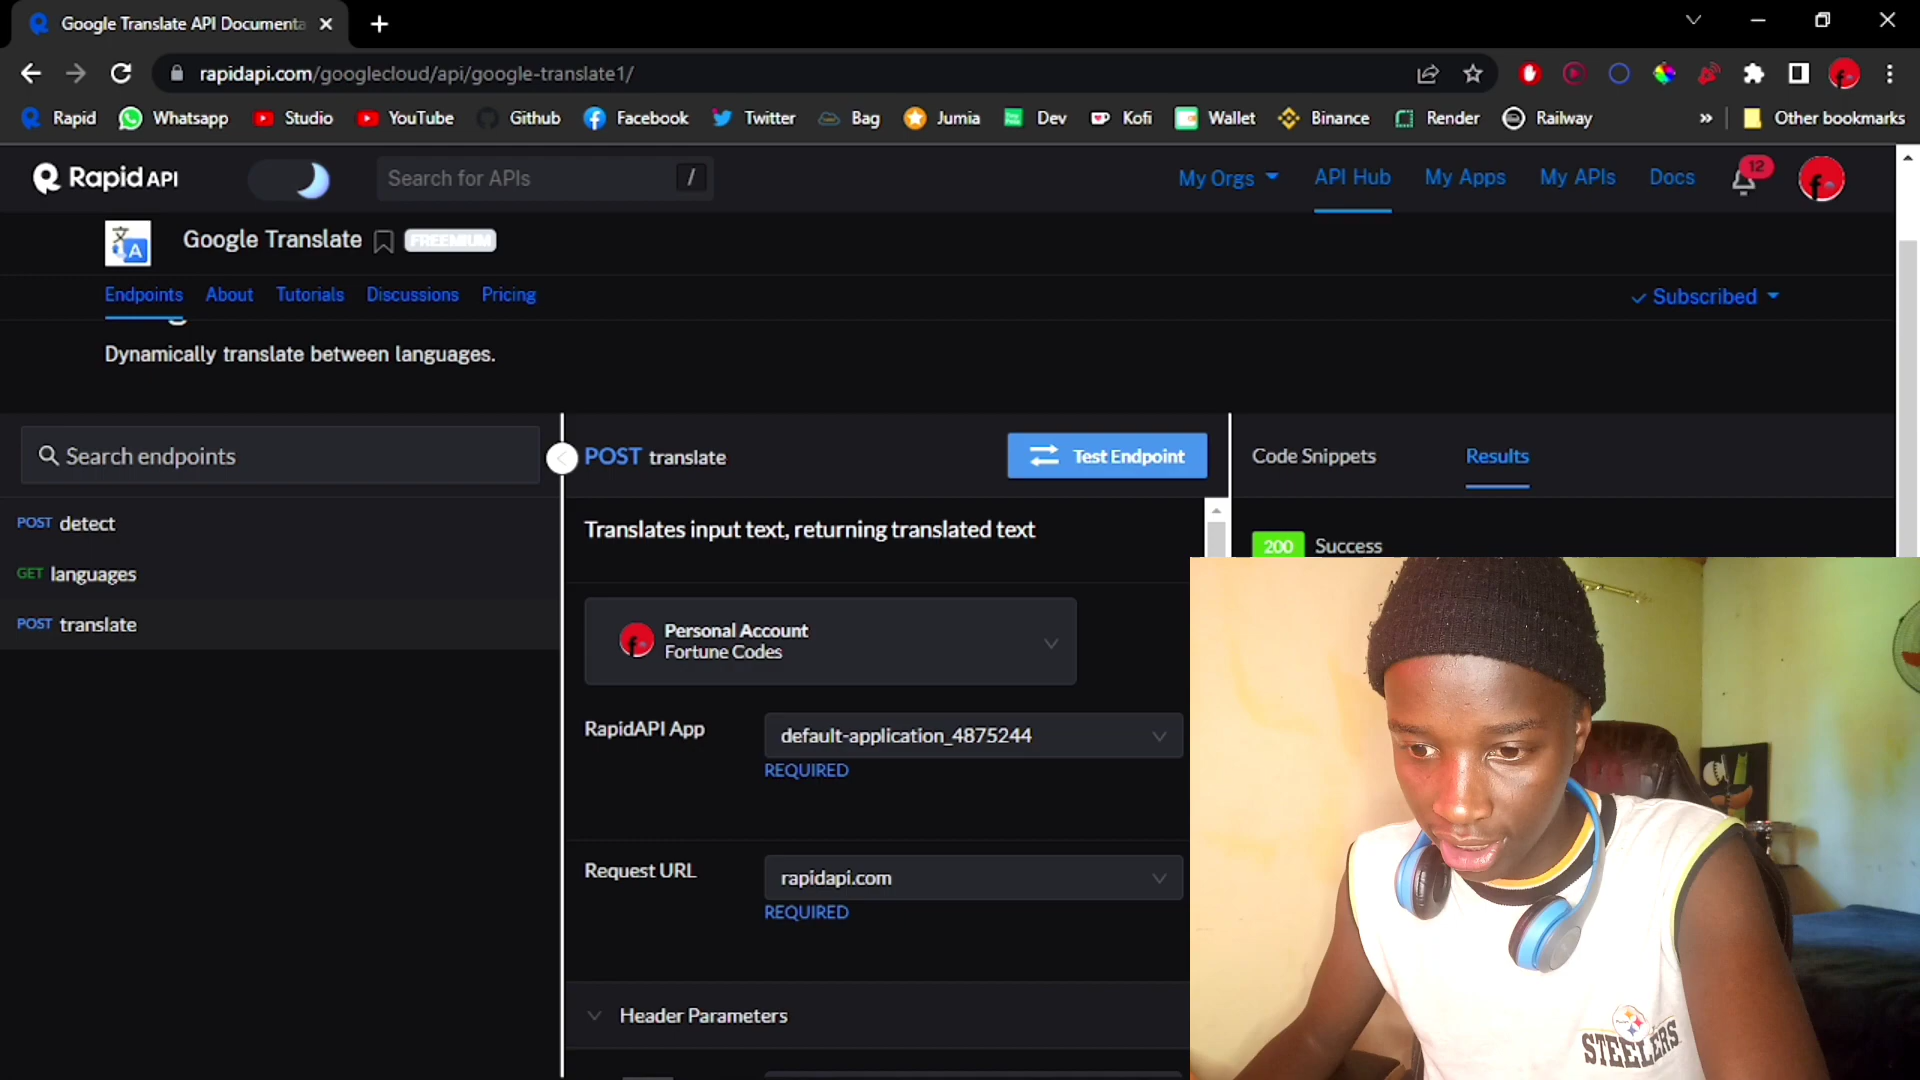 Google Translate API Documenta
rapidapi.com/googlecloud/api/google-translate1/
Rapid Whatsapp Studio YouTube Github Facebook Twitter Bag Jumia Dev Kofi Wallet Binance Render Railway » Other bookmarks
Rapid API
Search for APIs /
My Orgs API Hub My Apps My APIs Docs 12
Google Translate FREEMIUM
Endpoints About Tutorials Discussions Pricing
Subscribed
Dynamically translate between languages.
Search endpoints
POST detect
GET languages
POST translate
POST translate
Test Endpoint
Translates input text, returning translated text
Personal Account
Fortune Codes
RapidAPI App
default-application_4875244
REQUIRED
Request URL
rapidapi.com
REQUIRED
Header Parameters
Code Snippets Results
200 Success
STEELERS